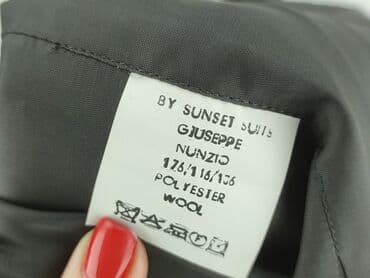 BY SUNSET SUITS
GIUSEPPE
NUNZIO
176/116/106
POLYESTER
WOOL